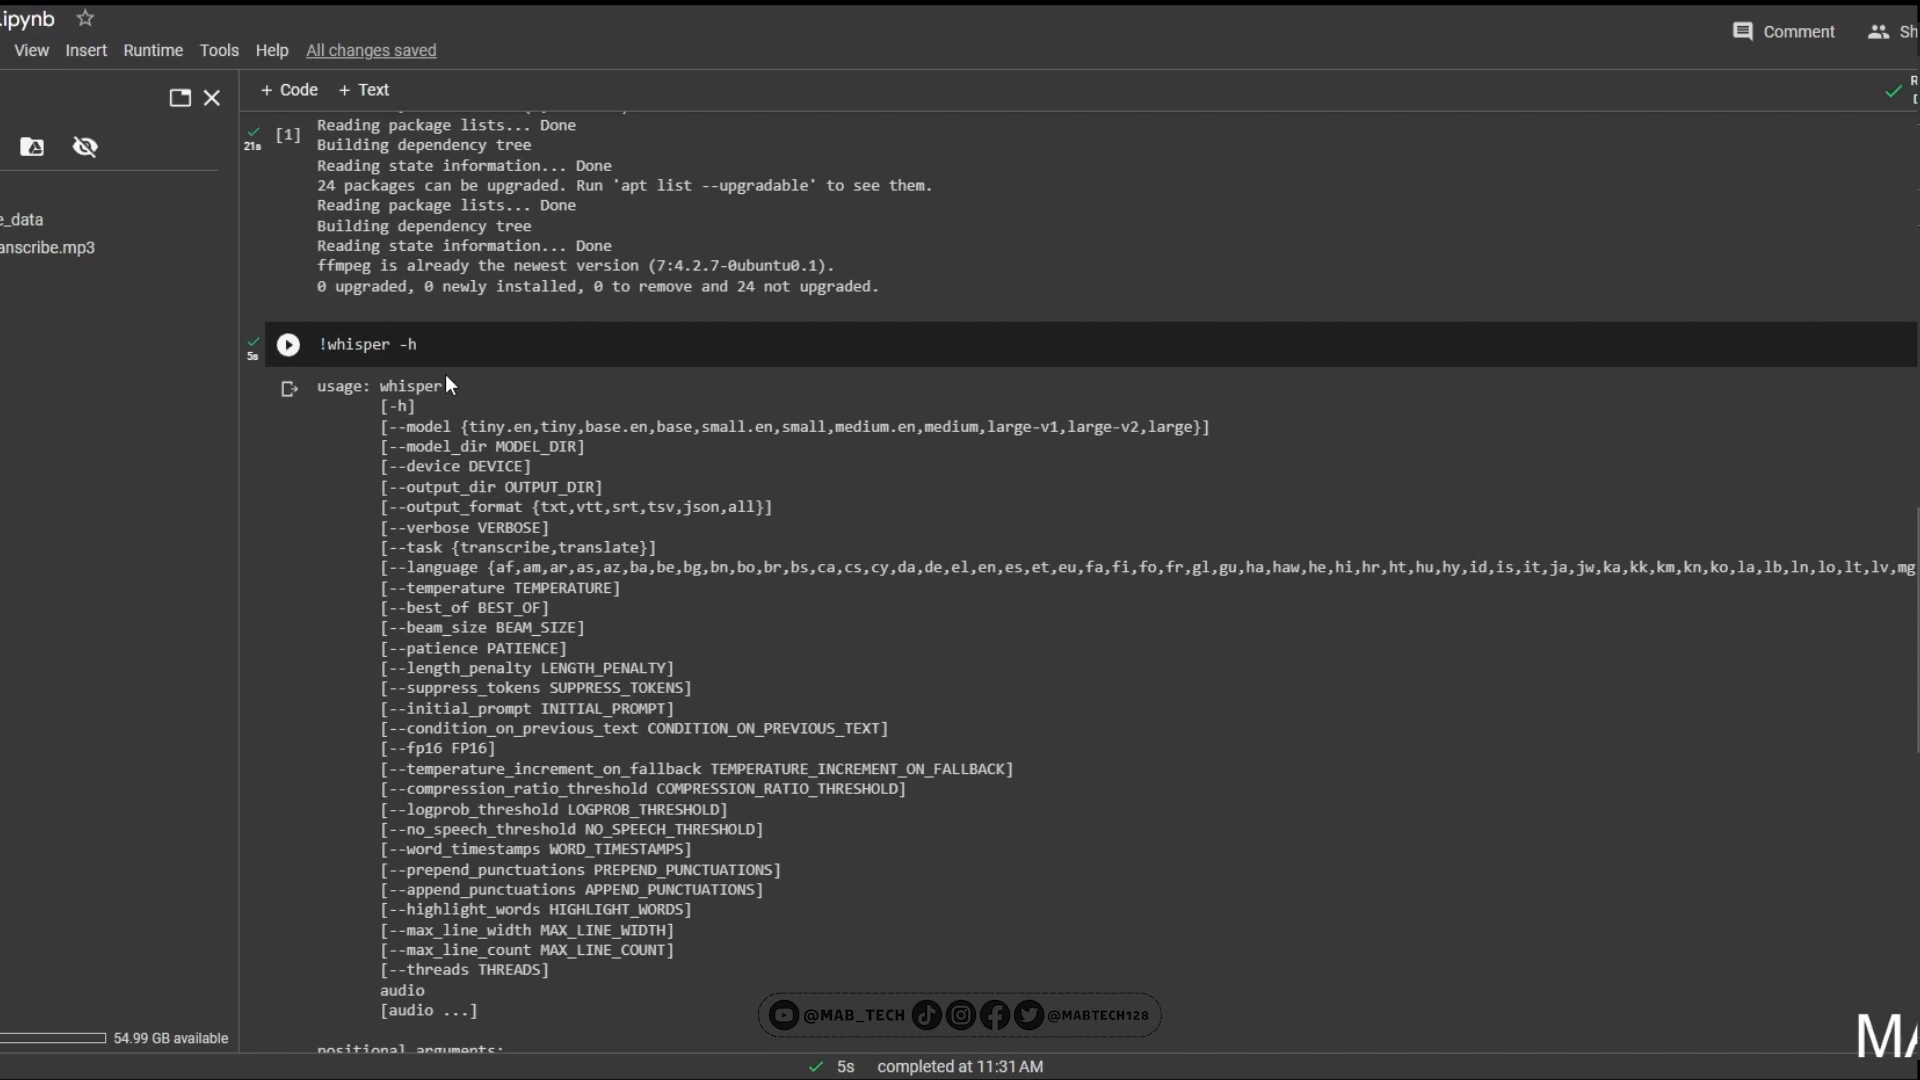 .ipynb
View Insert Runtime Tools Help All changes saved
Comment
Sh
+ Code + Text
e_data
anscribe.mp3
54.99 GB available
21s
[1]
Reading package lists... Done
Building dependency tree
Reading state information... Done
24 packages can be upgraded. Run 'apt list --upgradable' to see them.
Reading package lists... Done
Building dependency tree
Reading state information... Done
ffmpeg is already the newest version (7:4.2.7-0ubuntu0.1).
0 upgraded, 0 newly installed, 0 to remove and 24 not upgraded.
5s
!whisper -h
usage: whisper
[-h]
[--model {tiny.en,tiny,base.en,base,small.en,small,medium.en,medium,large-v1,large-v2,large}]
[--model_dir MODEL_DIR]
[--device DEVICE]
[--output_dir OUTPUT_DIR]
[--output_format {txt,vtt,srt,tsv,json,all}]
[--verbose VERBOSE]
[--task {transcribe,translate}]
[--language {af,am,ar,as,az,ba,be,bg,bn,bo,br,bs,ca,cs,cy,da,de,el,en,es,et,eu,fa,fi,fo,fr,gl,gu,ha,haw,he,hi,hr,ht,hu,hy,id,is,it,ja,jw,ka,kk,km,kn,ko,la,lb,ln,lo,lt,lv,mg
[--temperature TEMPERATURE]
[--best_of BEST_OF]
[--beam_size BEAM_SIZE]
[--patience PATIENCE]
[--length_penalty LENGTH_PENALTY]
[--suppress_tokens SUPPRESS_TOKENS]
[--initial_prompt INITIAL_PROMPT]
[--condition_on_previous_text CONDITION_ON_PREVIOUS_TEXT]
[--fp16 FP16]
[--temperature_increment_on_fallback TEMPERATURE_INCREMENT_ON_FALLBACK]
[--compression_ratio_threshold COMPRESSION_RATIO_THRESHOLD]
[--logprob_threshold LOGPROB_THRESHOLD]
[--no_speech_threshold NO_SPEECH_THRESHOLD]
[--word_timestamps WORD_TIMESTAMPS]
[--prepend_punctuations PREPEND_PUNCTUATIONS]
[--append_punctuations APPEND_PUNCTUATIONS]
[--highlight_words HIGHLIGHT_WORDS]
[--max_line_width MAX_LINE_WIDTH]
[--max_line_count MAX_LINE_COUNT]
[--threads THREADS]
audio
[audio ...]
positional arguments:
@MAB_TECH @MABTECH128
MA
5s completed at 11:31 AM